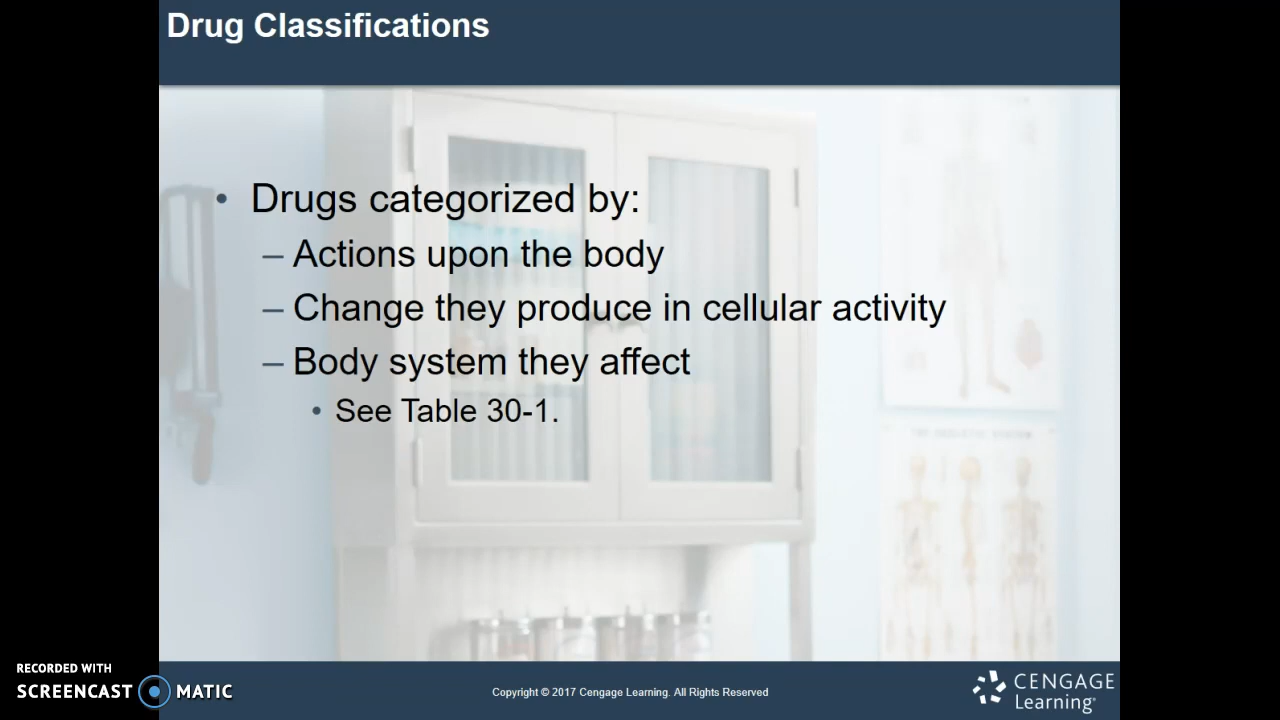 Drug Classifications
• Drugs categorized by:
– Actions upon the body
– Change they produce in cellular activity
– Body system they affect
• See Table 30-1.
RECORDED WITH
SCREENCAST MATIC
Copyright © 2017 Cengage Learning. All Rights Reserved
CENGAGE
Learning®